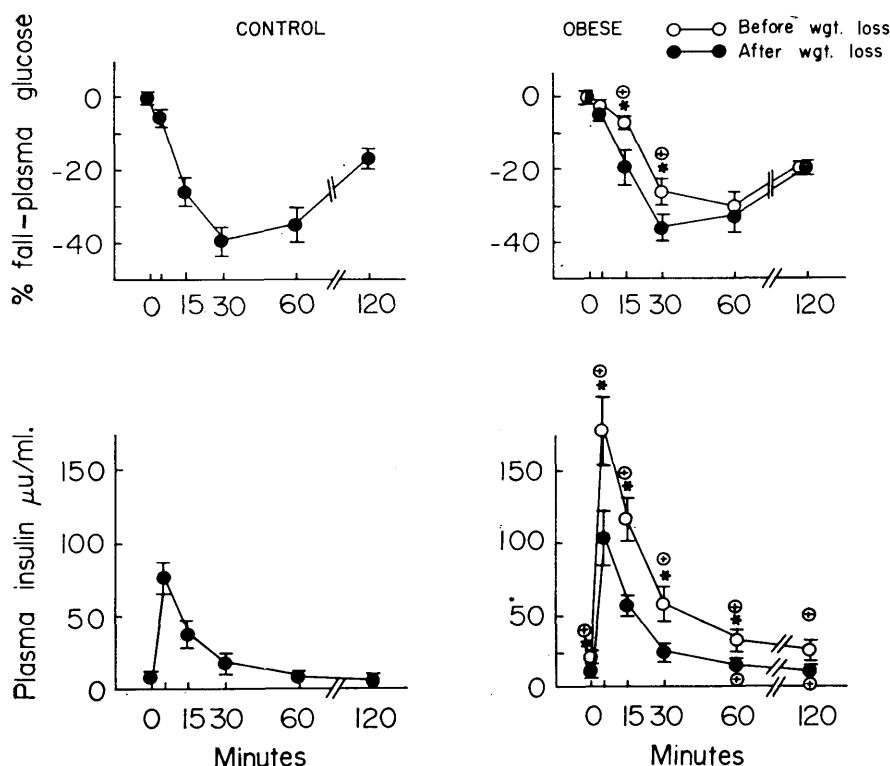 CONTROL
OBESE
Before wgt. loss
After wgt. loss
% fall-plasma glucose
0
-20
-40
0 15 30 60 120
0
-20
-40
0 15 30 60 120
Plasma insulin μu/ml.
150
100
50
0
0 15 30 60 120
Minutes
150
100
50
0
0 15 30 60 120
Minutes